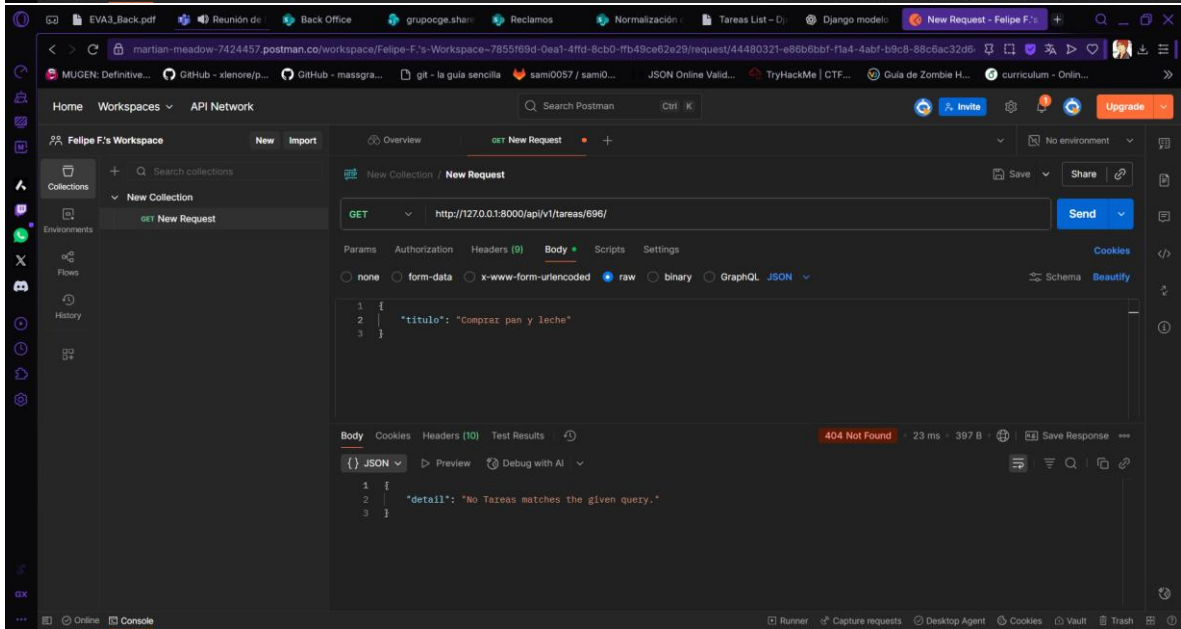 EVA3_Back.pdf Reunión de Back Office grupocge.share Reclamos Normalización Tareas List – Dj Django modelo New Request - Felipe F.'s
martian-meadow-7424457.postman.co/workspace/Felipe-F.'s-Workspace~7855f69d-0ea1-4ffd-8cb0-ffb49ce62e29/request/44480321-e86b6bbf-f1a4-4abf-b9c8-88c6ac32d6
MUGEN: Definitive... GitHub - xlenore/p... GitHub - massgra... git - la guía sencilla sami0057 / sami0... JSON Online Valid... TryHackMe | CTF... Guía de Zombie H... curriculum - Onlin...
Home Workspaces API Network Search Postman Ctrl K Invite 1 Upgrade
Felipe F.'s Workspace New Import Overview GET New Request No environment
Collections Search collections New Collection / New Request Save Share
New Collection
GET New Request GET http://127.0.0.1:8000/api/v1/tareas/696/ Send
Environments
Params Authorization Headers (9) Body Scripts Settings Cookies
Flows none form-data x-www-form-urlencoded raw binary GraphQL JSON Schema Beautify
History
1 {
2 "titulo": "Comprar pan y leche"
3 }
Body Cookies Headers (10) Test Results 404 Not Found 23 ms 397 B Save Response
{} JSON Preview Debug with AI
1 {
2 "detail": "No Tareas matches the given query."
3 }
GX
Online Console Runner Capture requests Desktop Agent Cookies Vault Trash